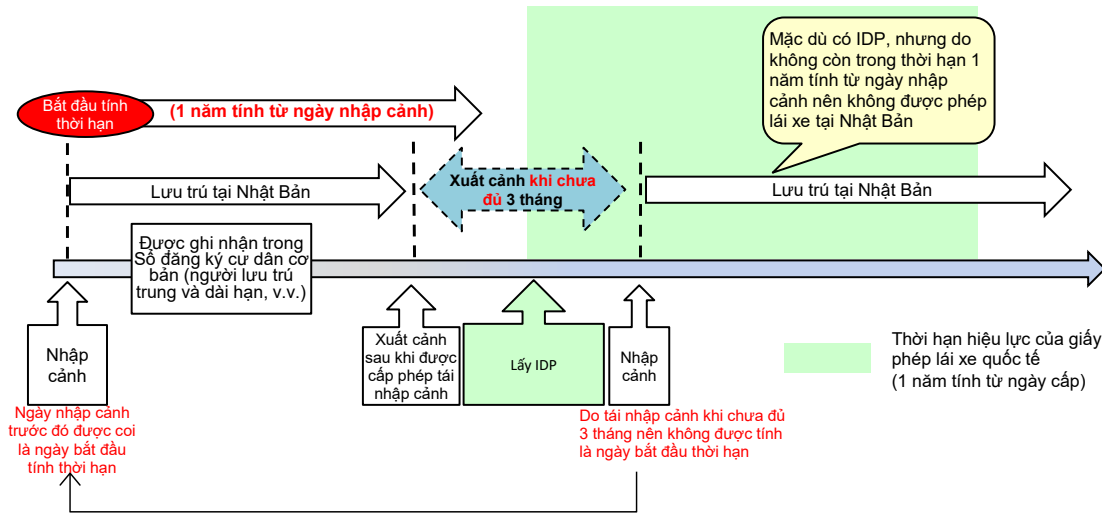 Mặc dù có IDP, nhưng do
không còn trong thời hạn 1
năm tính từ ngày nhập
cảnh nên không được phép
lái xe tại Nhật Bản
Bắt đầu tính
thời hạn
(1 năm tính từ ngày nhập cảnh)
Lưu trú tại Nhật Bản
Xuất cảnh khi chưa
đủ 3 tháng
Lưu trú tại Nhật Bản
Được ghi nhận trong
Sổ đăng ký cư dân cơ
bản (người lưu trú
trung và dài hạn, v.v.)
Nhập
cảnh
Xuất cảnh
sau khi được
cấp phép tái
nhập cảnh
Lấy IDP
Nhập
cảnh
Thời hạn hiệu lực của giấy
phép lái xe quốc tế
(1 năm tính từ ngày cấp)
Ngày nhập cảnh
trước đó được coi
là ngày bắt đầu
tính thời hạn
Do tái nhập cảnh khi chưa đủ
3 tháng nên không được tính
là ngày bắt đầu thời hạn